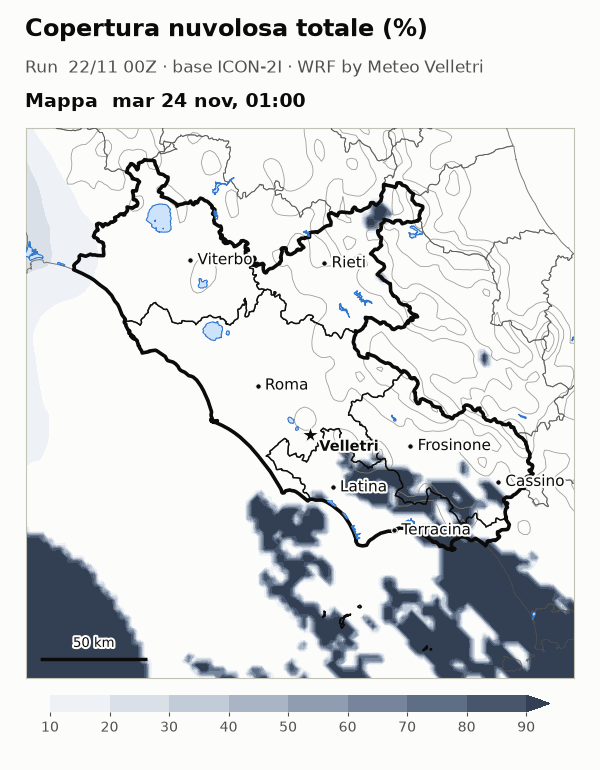 Copertura nuvolosa totale (%)
Run  22/11 00Z · base ICON-2I · WRF by Meteo Velletri
Mappa  mar 24 nov, 01:00
Viterbo
Rieti
Roma
Velletri
Frosinone
Cassino
Latina
Terracina
50 km
10 20 30 40 50 60 70 80 90